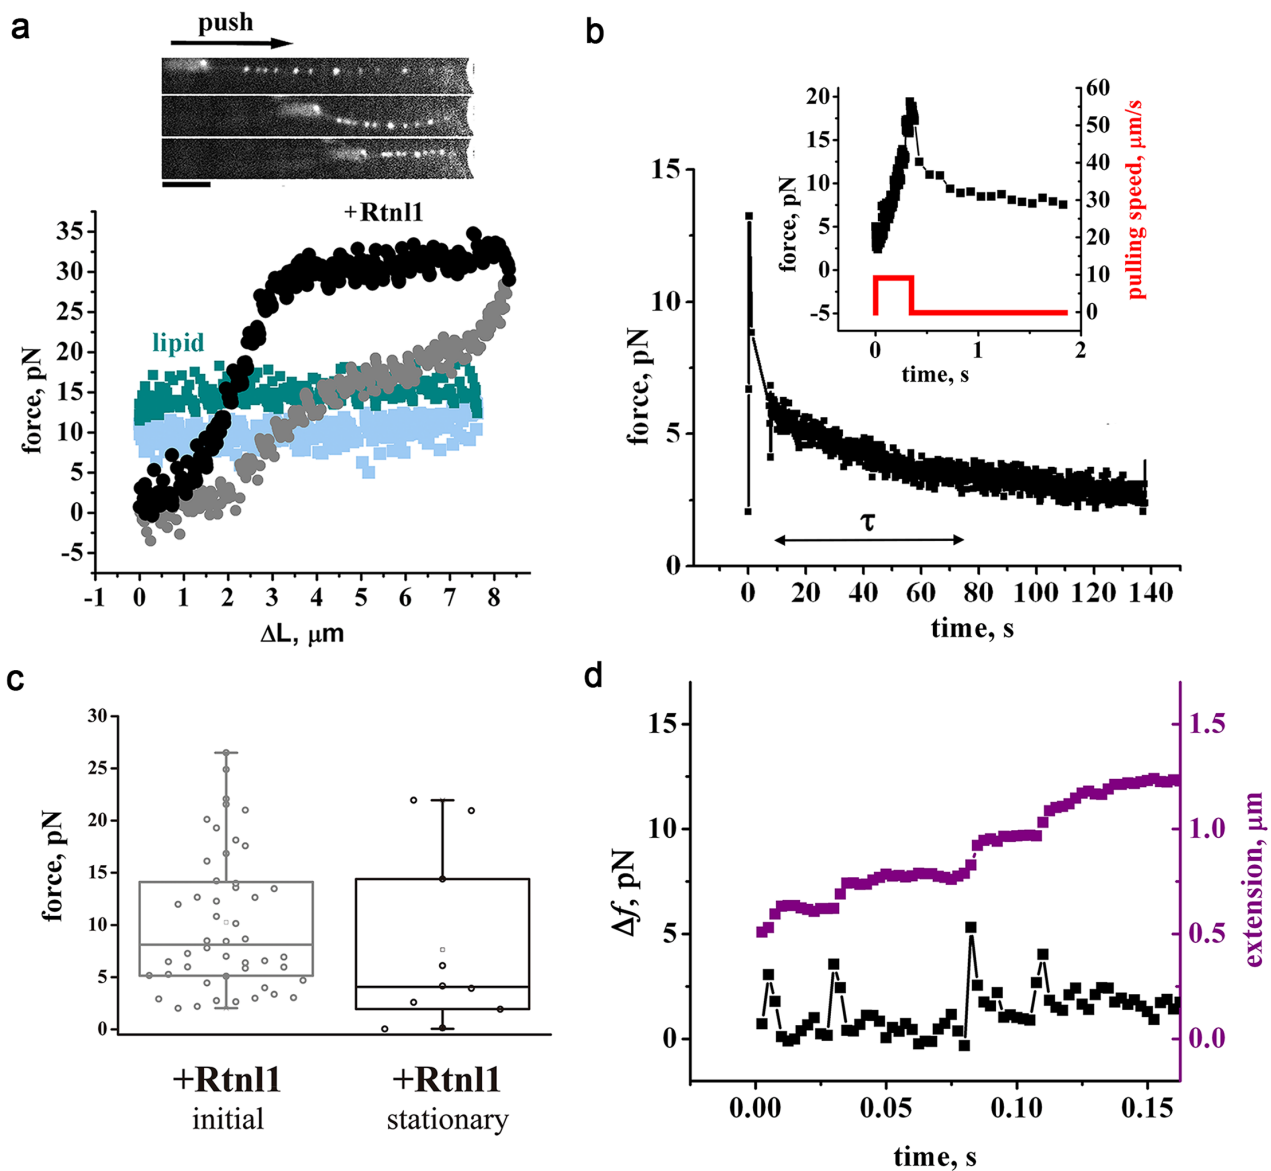 a
push
+Rtnl1
lipid
force, pN
35
30
25
20
15
10
5
0
-5
-1 0 1 2 3 4 5 6 7 8
ΔL, μm
b
force, pN
15
10
5
0
0 20 40 60 80 100 120 140
time, s
τ
force, pN
20
15
10
5
0
-5
0 1 2
time, s
60
50
40
30
20
10
0
pulling speed, μm/s
c
force, pN
30
25
20
15
10
5
0
+Rtnl1 +Rtnl1
initial stationary
d
Δf, pN
15
10
5
0
0.00 0.05 0.10 0.15
time, s
1.5
1.0
0.5
0.0
extension, μm